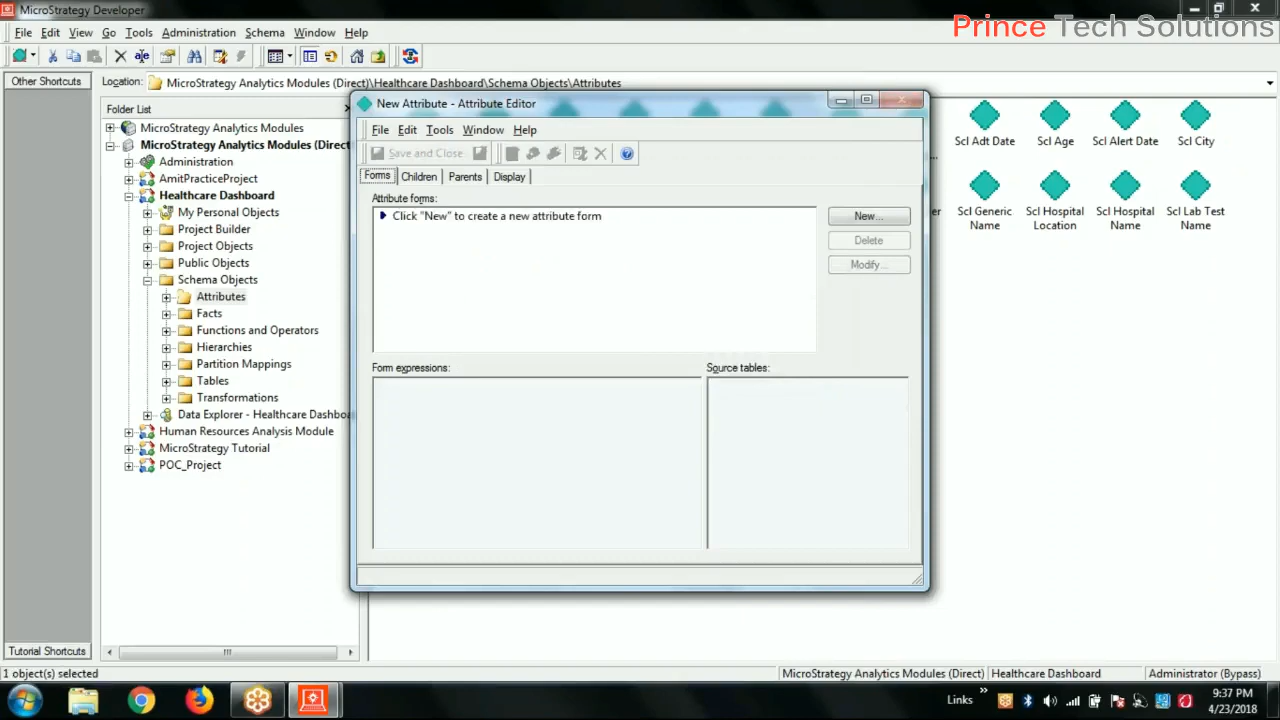 MicroStrategy Developer
Prince Tech Solutions
File Edit View Go Tools Administration Schema Window Help
Other Shortcuts
Location: MicroStrategy Analytics Modules (Direct)\Healthcare Dashboard\Schema Objects\Attributes
Folder List
MicroStrategy Analytics Modules
MicroStrategy Analytics Modules (Direct
Administration
AmitPracticeProject
Healthcare Dashboard
My Personal Objects
Project Builder
Project Objects
Public Objects
Schema Objects
Attributes
Facts
Functions and Operators
Hierarchies
Partition Mappings
Tables
Transformations
Data Explorer - Healthcare Dashboa
Human Resources Analysis Module
MicroStrategy Tutorial
POC_Project
New Attribute - Attribute Editor
File Edit Tools Window Help
Save and Close
Forms Children Parents Display
Attribute forms:
Click "New" to create a new attribute form
New...
Delete
Modify...
Form expressions:
Source tables:
Scl Adt Date
Scl Age
Scl Alert Date
Scl City
Scl Generic Name
Scl Hospital Location
Scl Hospital Name
Scl Lab Test Name
Tutorial Shortcuts
1 object(s) selected
MicroStrategy Analytics Modules (Direct) Healthcare Dashboard Administrator (Bypass)
Links
9:37 PM
4/23/2018